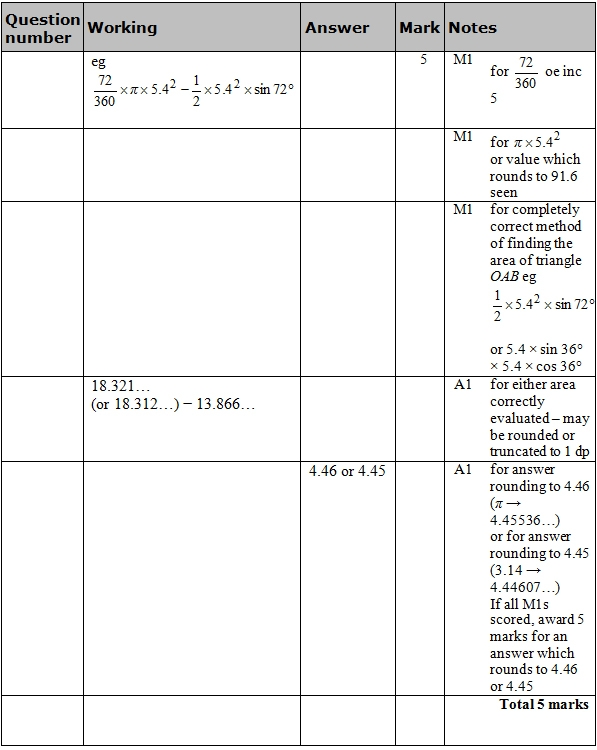 Question number Working Answer Mark Notes
eg
72/360 × π × 5.4² − 1/2 × 5.4² × sin 72°
5
M1 for 72/360 oe inc
5
M1 for π × 5.4²
or value which
rounds to 91.6
seen
M1 for completely
correct method
of finding the
area of triangle
OAB eg
1/2 × 5.4² × sin 72°
or 5.4 × sin 36°
× 5.4 × cos 36°
18.321…
(or 18.312…) − 13.866…
A1 for either area
correctly
evaluated – may
be rounded or
truncated to 1 dp
4.46 or 4.45
A1 for answer
rounding to 4.46
(π →
4.45536…)
or for answer
rounding to 4.45
(3.14 →
4.44607…)
If all M1s
scored, award 5
marks for an
answer which
rounds to 4.46
or 4.45
Total 5 marks